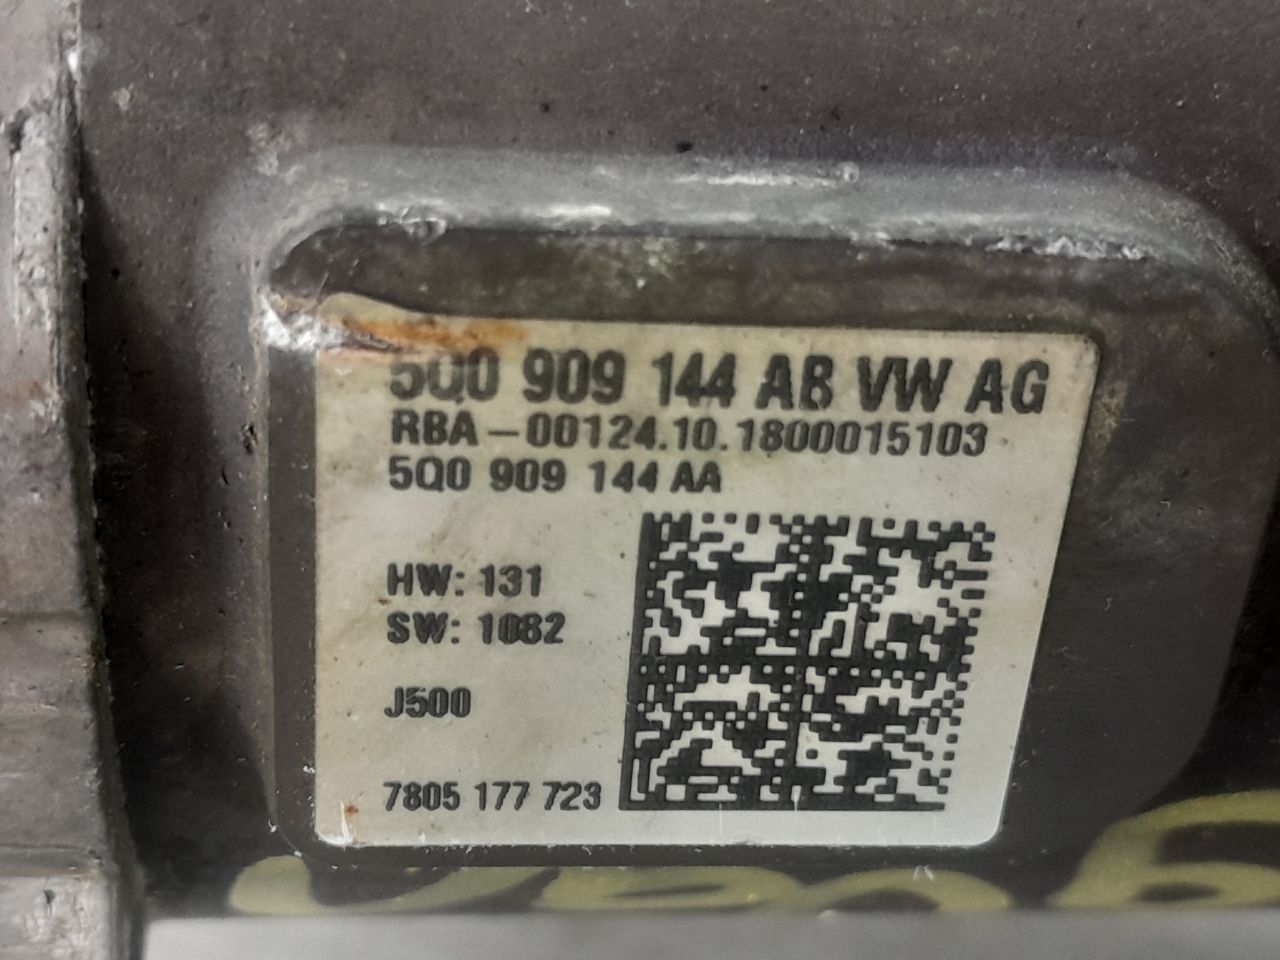 5Q0 909 144 AB VW AG
RBA-00124.10.1800015103
5Q0 909 144 AA
HW: 131
SW: 1082
J500
7805 177 723